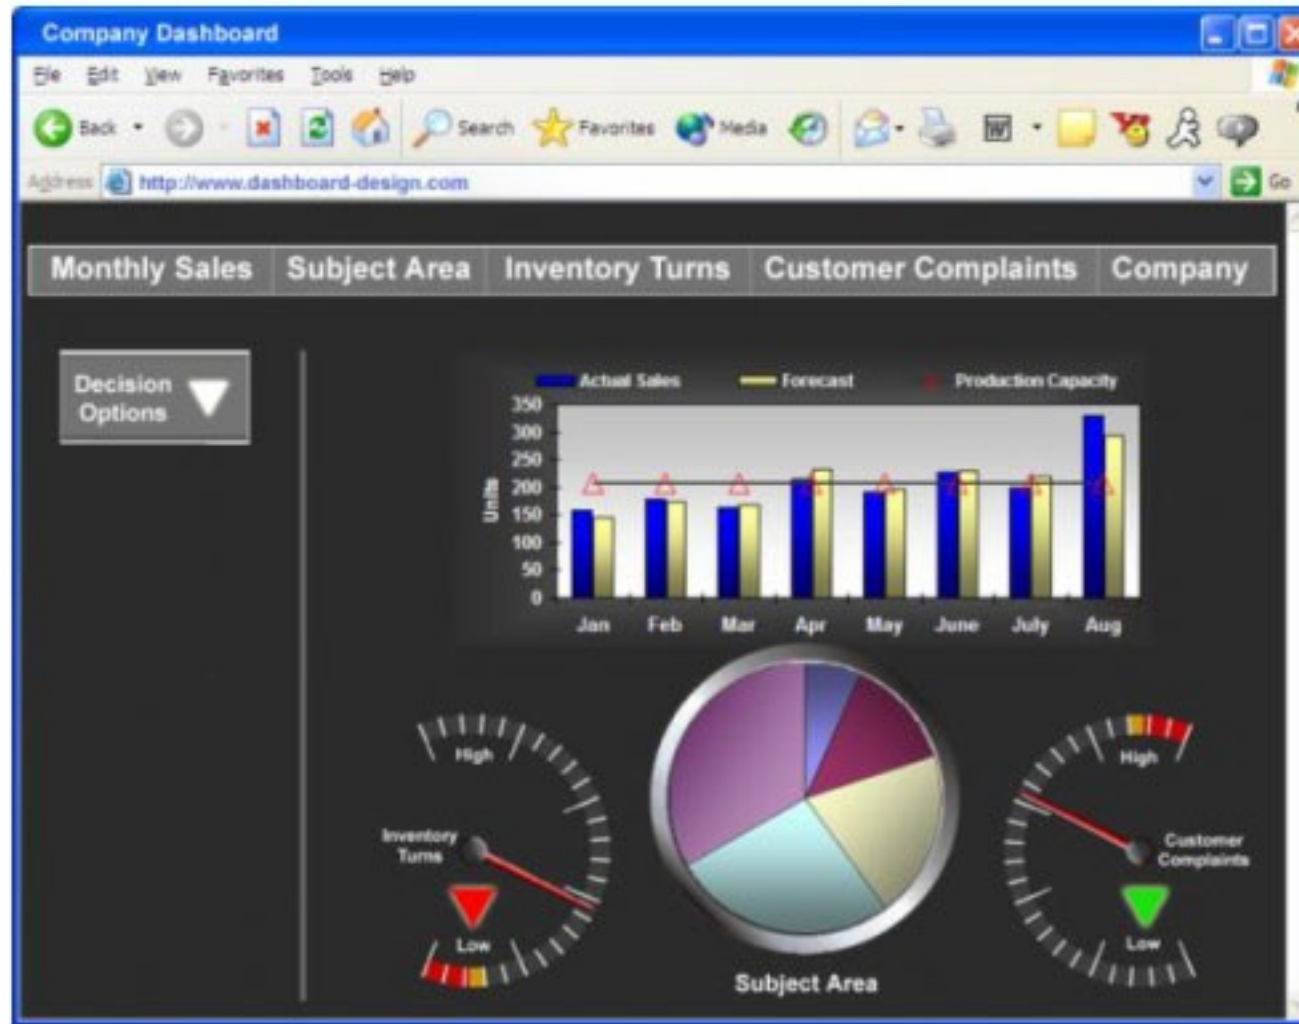 Company Dashboard
File Edit View Favorites Tools Help
Back Search Favorites Media
Address http://www.dashboard-design.com Go
Monthly Sales Subject Area Inventory Turns Customer Complaints Company
Decision
Options
Actual Sales Forecast Production Capacity
350
300
250
200
150
100
50
0
Units
Jan Feb Mar Apr May June July Aug
High
Inventory
Turns
Low
Subject Area
High
Customer
Complaints
Low